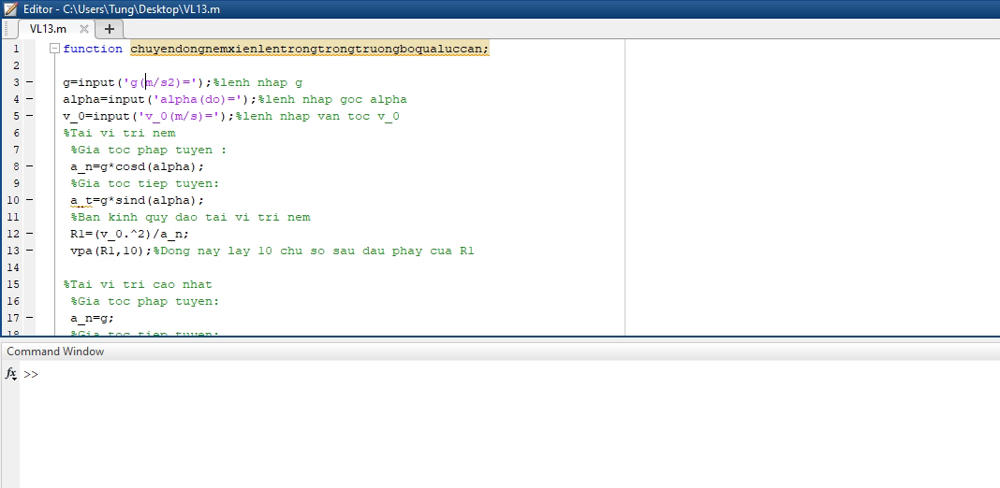 Editor - C:\Users\Tung\Desktop\VL13.m
VL13.m
1 function chuyendongnemxienlentrongtrongtruongboqualuccan;
2
3 g=input('g(m/s2)=');%lenh nhap g
4 alpha=input('alpha(do)=');%lenh nhap goc alpha
5 v_0=input('v_0(m/s)=');%lenh nhap van toc v_0
6 %Tai vi tri nem
7 %Gia toc phap tuyen :
8 a_n=g*cosd(alpha);
9 %Gia toc tiep tuyen:
10 a_t=g*sind(alpha);
11 %Ban kinh quy dao tai vi tri nem
12 R1=(v_0.^2)/a_n;
13 vpa(R1,10);%Dong nay lay 10 chu so sau dau phay cua R1
14
15 %Tai vi tri cao nhat
16 %Gia toc phap tuyen:
17 a_n=g;
18 %Gia toc tiep tuyen:
Command Window
fx >>